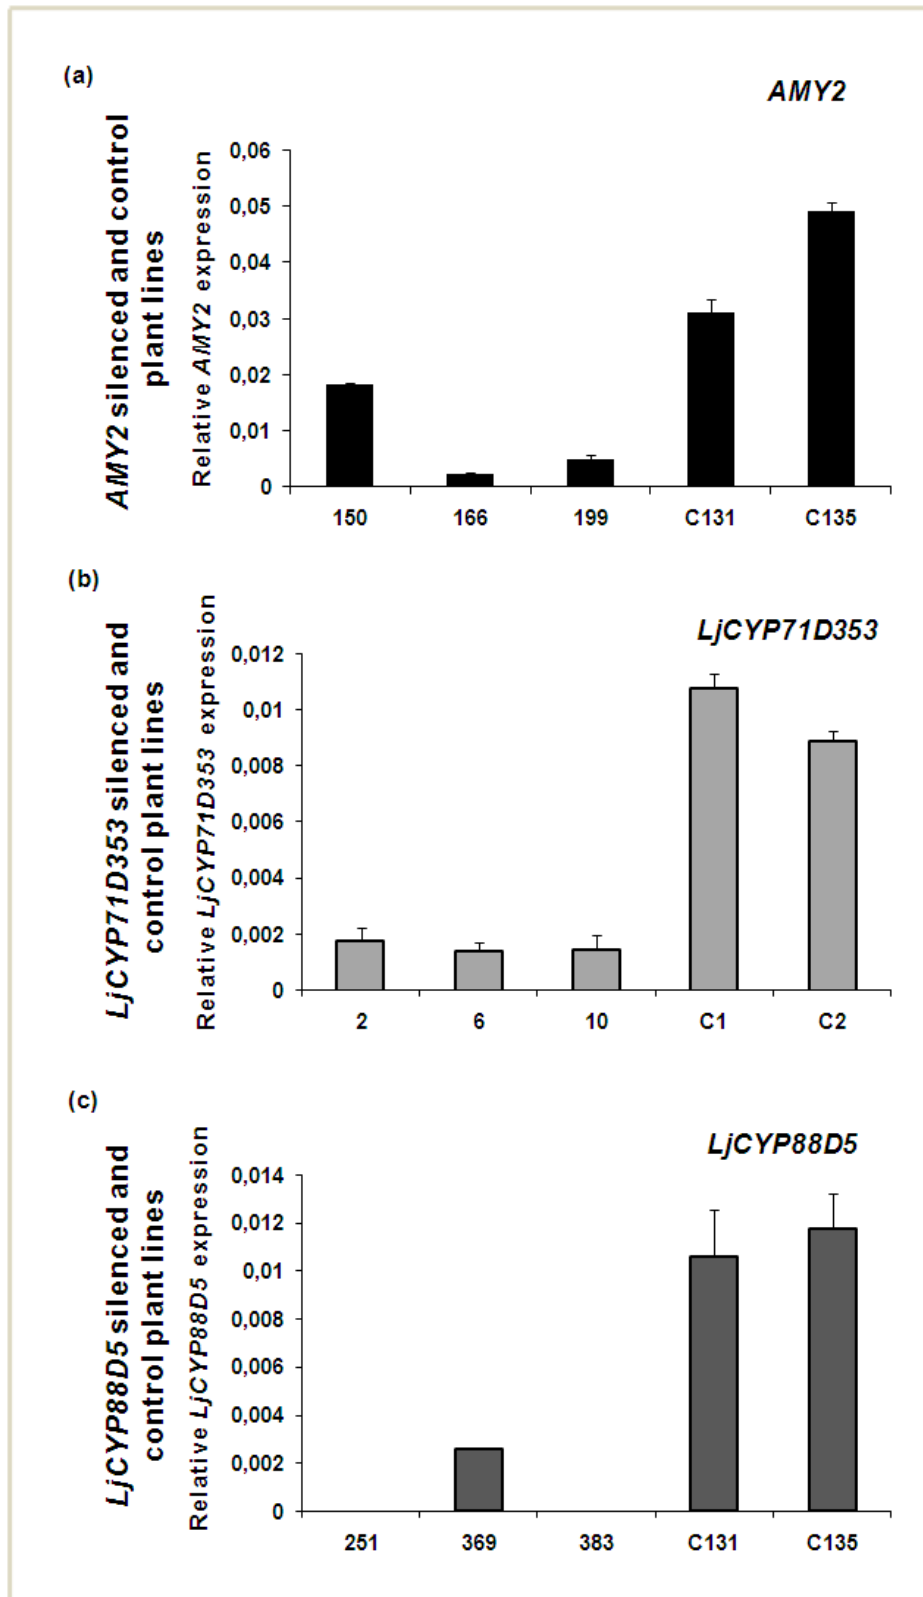 (a)
AMY2
AMY2 silenced and control
plant lines
Relative AMY2 expression
0,06
0,05
0,04
0,03
0,02
0,01
0
150 166 199 C131 C135
(b)
LjCYP71D353
LjCYP71D353 silenced and
control plant lines
Relative LjCYP71D353 expression
0,012
0,01
0,008
0,006
0,004
0,002
0
2 6 10 C1 C2
(c)
LjCYP88D5
LjCYP88D5 silenced and
control plant lines
Relative LjCYP88D5 expression
0,014
0,012
0,01
0,008
0,006
0,004
0,002
0
251 369 383 C131 C135